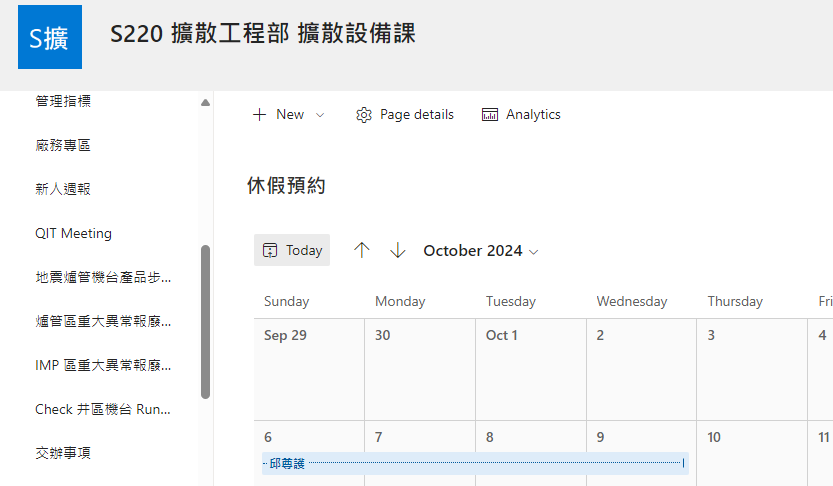 S擴
S220 擴散工程部 擴散設備課
管理指標
廠務專區
新人週報
QIT Meeting
地震爐管機台產品步...
爐管區重大異常報廢...
IMP 區重大異常報廢...
Check 井區機台 Run...
交辦事項
New
Page details
Analytics
休假預約
Today
October 2024
Sunday Monday Tuesday Wednesday Thursday Fri
Sep 29 30 Oct 1 2 3 4
6 7 8 9 10 11
邱尊護